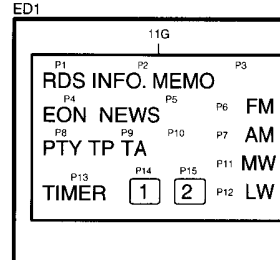 ED1
11G
P1 P2 P3
RDS INFO. MEMO
P4 P5 P6 FM
EON NEWS
P8 P9 P10 P7 AM
PTY TP TA
P11 MW
P13 P14 P15
TIMER 1 2 P12 LW